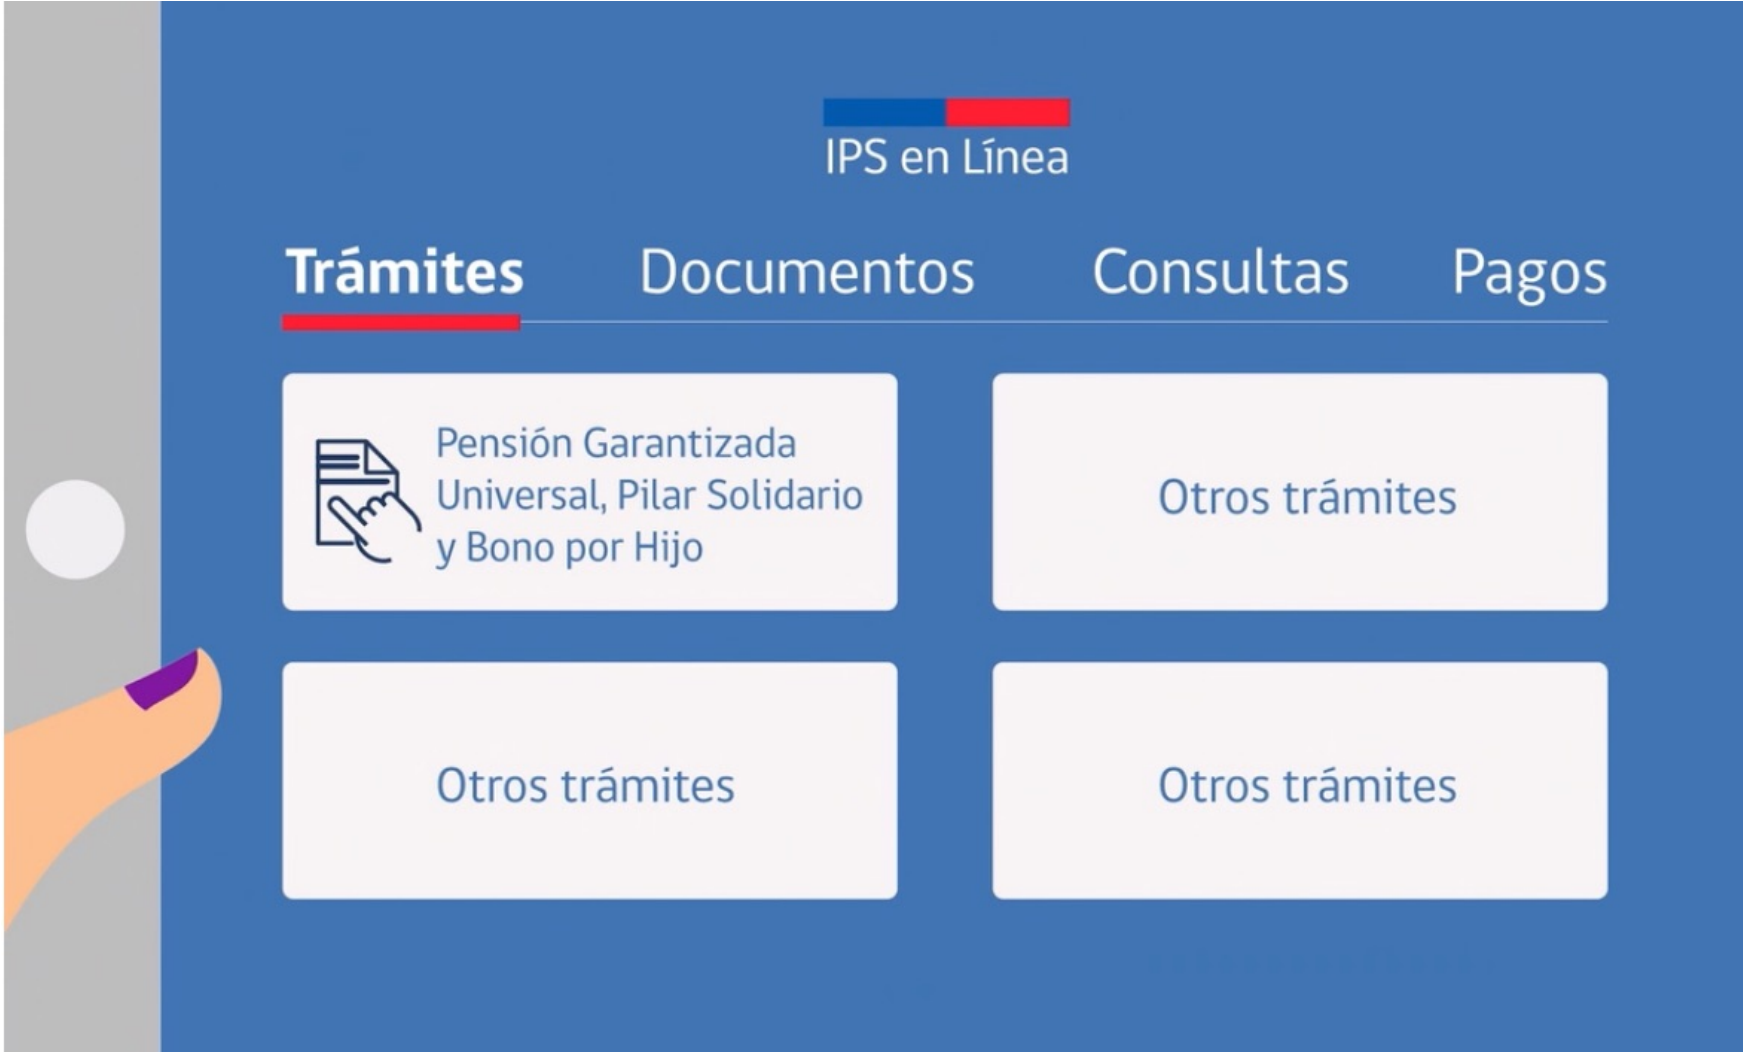 IPS en Línea
Trámites Documentos Consultas Pagos
Pensión Garantizada
Universal, Pilar Solidario
y Bono por Hijo
Otros trámites
Otros trámites
Otros trámites